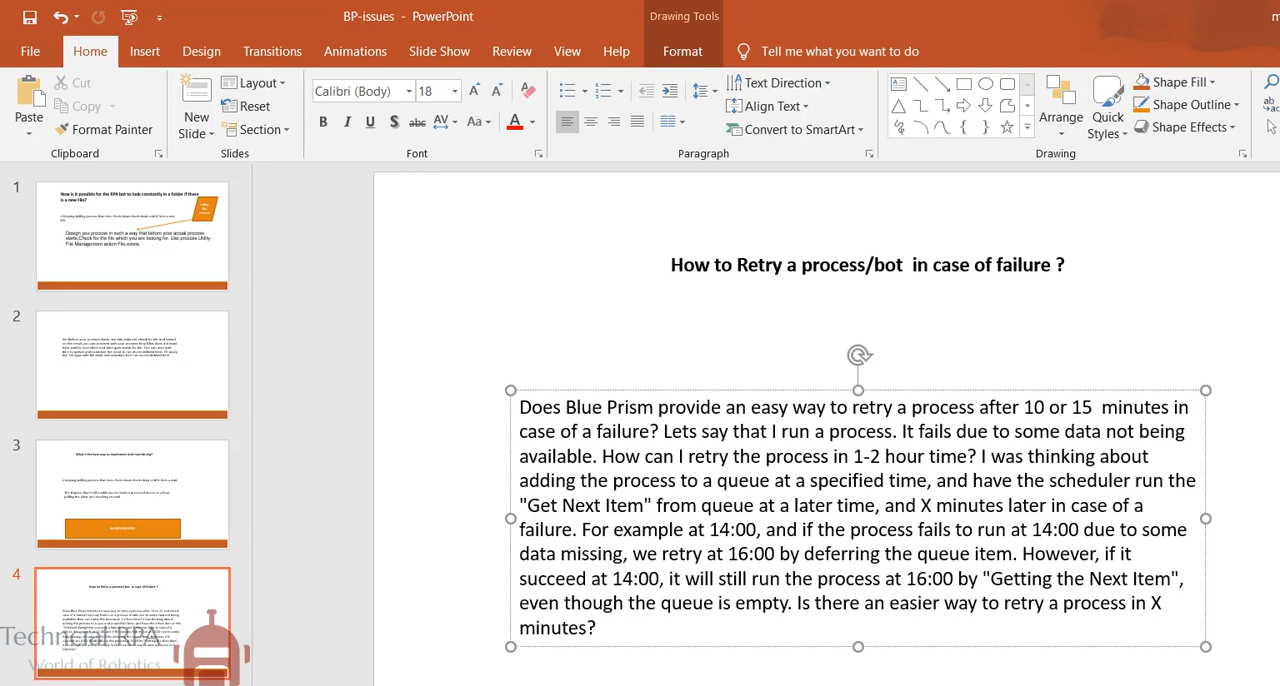 BP-issues - PowerPoint
Drawing Tools
File Home Insert Design Transitions Animations Slide Show Review View Help Format Tell me what you want to do
Paste
Cut
Copy
Format Painter
Clipboard
New Slide
Layout
Reset
Section
Slides
Calibri (Body) 18
B I U S abc AV Aa A
Font
Text Direction
Align Text
Convert to SmartArt
Paragraph
Arrange
Quick Styles
Shape Fill
Shape Outline
Shape Effects
Drawing
1
2
3
4
How to Retry a process/bot in case of failure ?
Does Blue Prism provide an easy way to retry a process after 10 or 15 minutes in
case of a failure? Lets say that I run a process. It fails due to some data not being
available. How can I retry the process in 1-2 hour time? I was thinking about
adding the process to a queue at a specified time, and have the scheduler run the
"Get Next Item" from queue at a later time, and X minutes later in case of a
failure. For example at 14:00, and if the process fails to run at 14:00 due to some
data missing, we retry at 16:00 by deferring the queue item. However, if it
succeed at 14:00, it will still run the process at 16:00 by "Getting the Next Item",
even though the queue is empty. Is there an easier way to retry a process in X
minutes?
World of Robotics